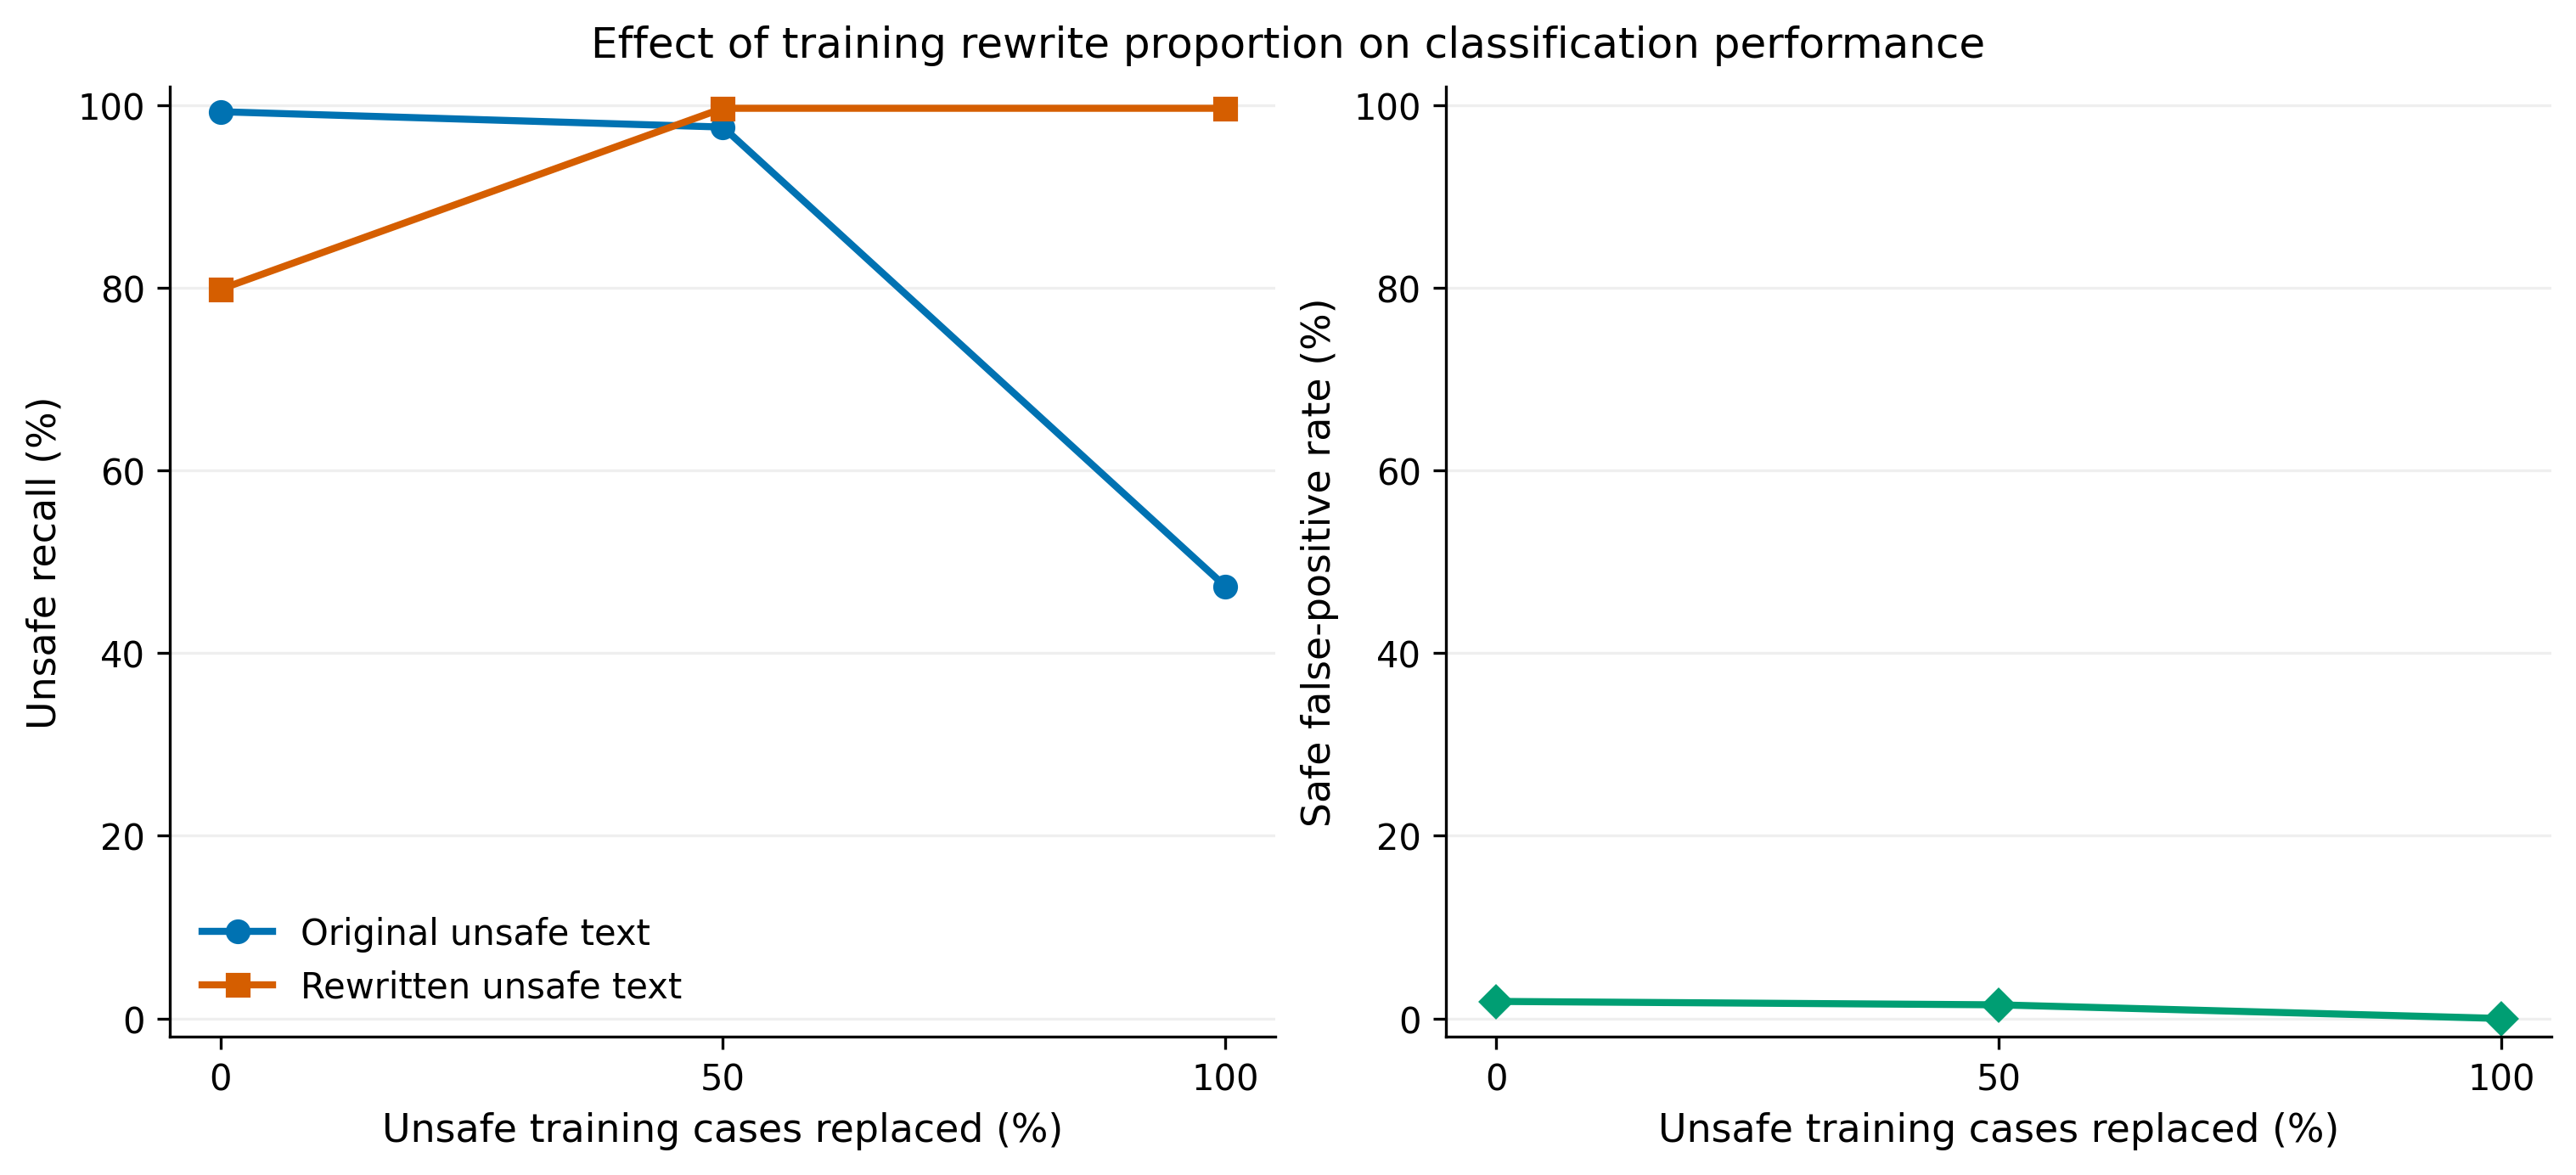 Effect of training rewrite proportion on classification performance
Unsafe recall (%)
100
80
60
40
20
0
Original unsafe text
Rewritten unsafe text
0 50 100
Unsafe training cases replaced (%)
Safe false-positive rate (%)
100
80
60
40
20
0
0 50 100
Unsafe training cases replaced (%)